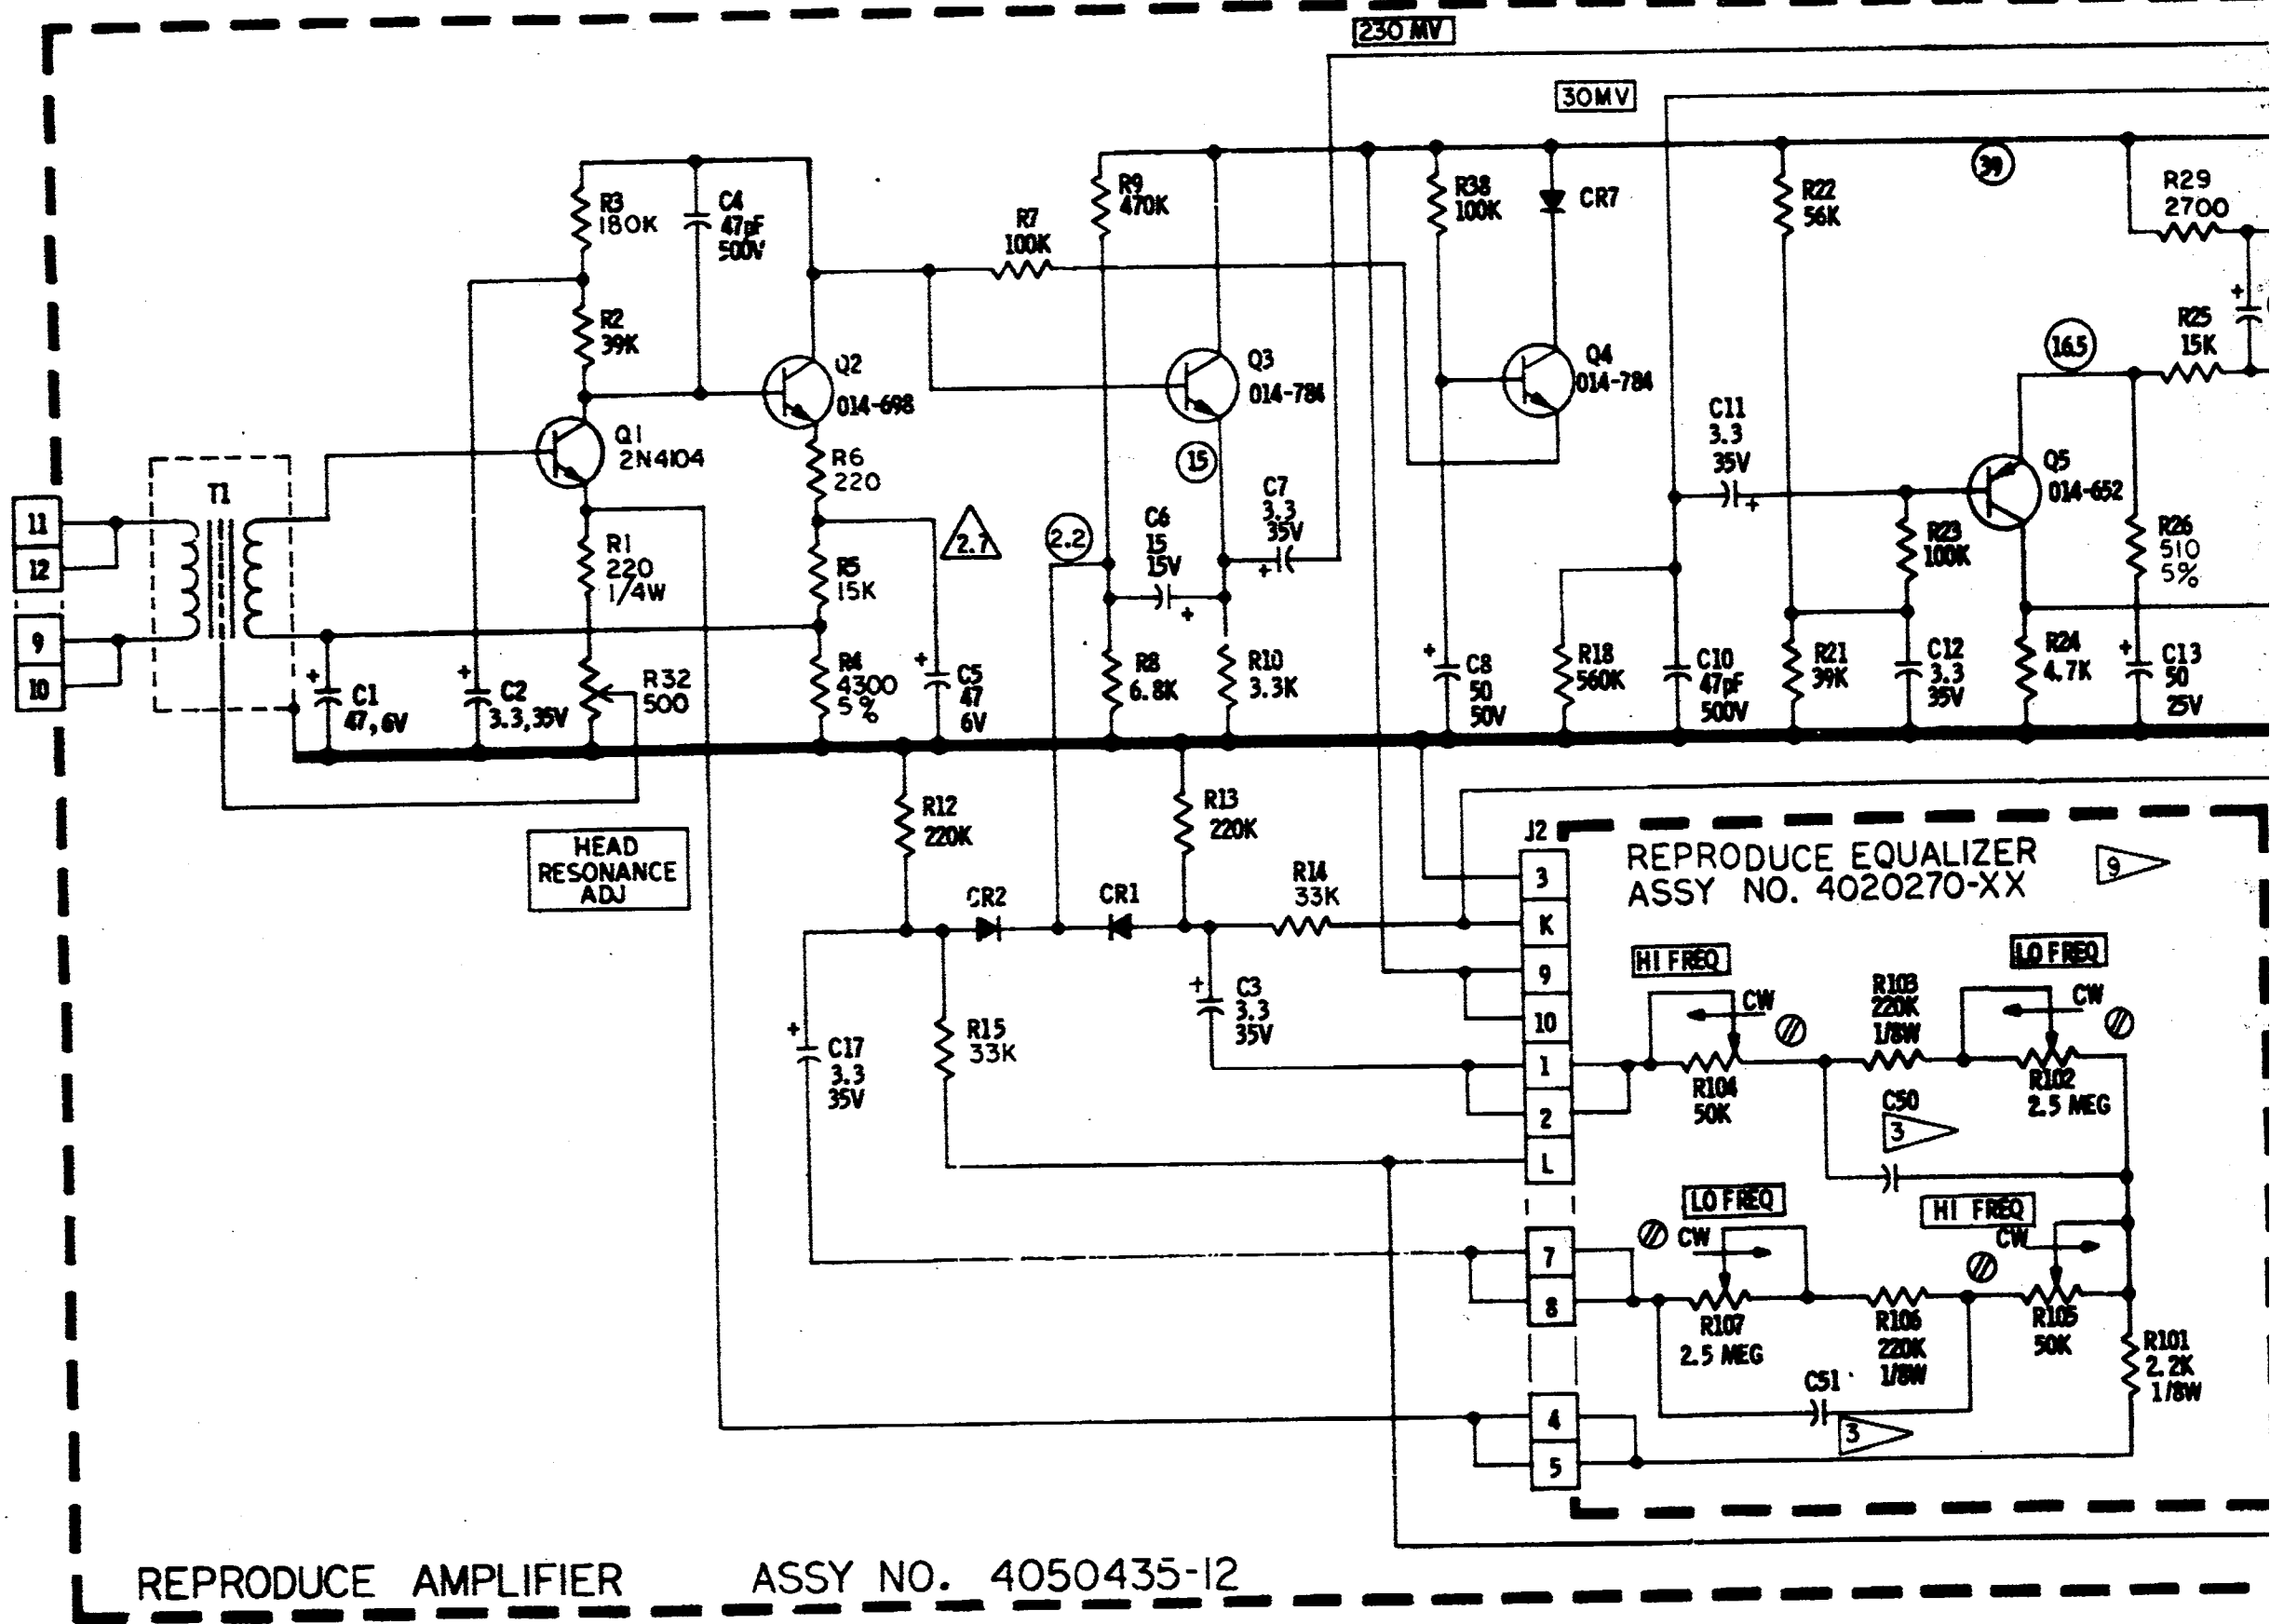 230 MV
30MV
39
R3
180K
C4
47pF
500V
R7
100K
R9
470K
R38
100K
CR7
R22
56K
R29
2700
R2
39K
Q2
014-698
Q3
014-784
Q4
014-784
16.5
R25
15K
Q1
2N4104
R6
220
15
C7
3.3
35V
C11
3.3
35V
Q5
014-652
T1
11
12
9
10
R1
220
1/4W
R5
15K
2.7
2.2
C6
15
15V
R23
100K
R26
510
5%
C1
47,6V
C2
3.3,35V
R32
500
R4
4300
5%
C5
47
6V
R8
6.8K
R10
3.3K
C8
50
50V
R18
560K
C10
47pF
500V
R21
39K
C12
3.3
35V
R24
4.7K
C13
50
25V
HEAD
RESONANCE
ADJ
R12
220K
R13
220K
J2
REPRODUCE EQUALIZER
ASSY NO. 4020270-XX
9
CR2
CR1
R14
33K
3
K
9
10
1
2
L
7
8
4
5
C17
3.3
35V
R15
33K
C3
3.3
35V
HI FREQ
CW
R104
50K
R103
220K
1/8W
LO FREQ
CW
R102
2.5 MEG
C50
3
LO FREQ
CW
R107
2.5 MEG
R106
220K
1/8W
HI FREQ
CW
R105
50K
R101
2.2K
1/8W
C51
3
REPRODUCE AMPLIFIER ASSY NO. 4050435-12